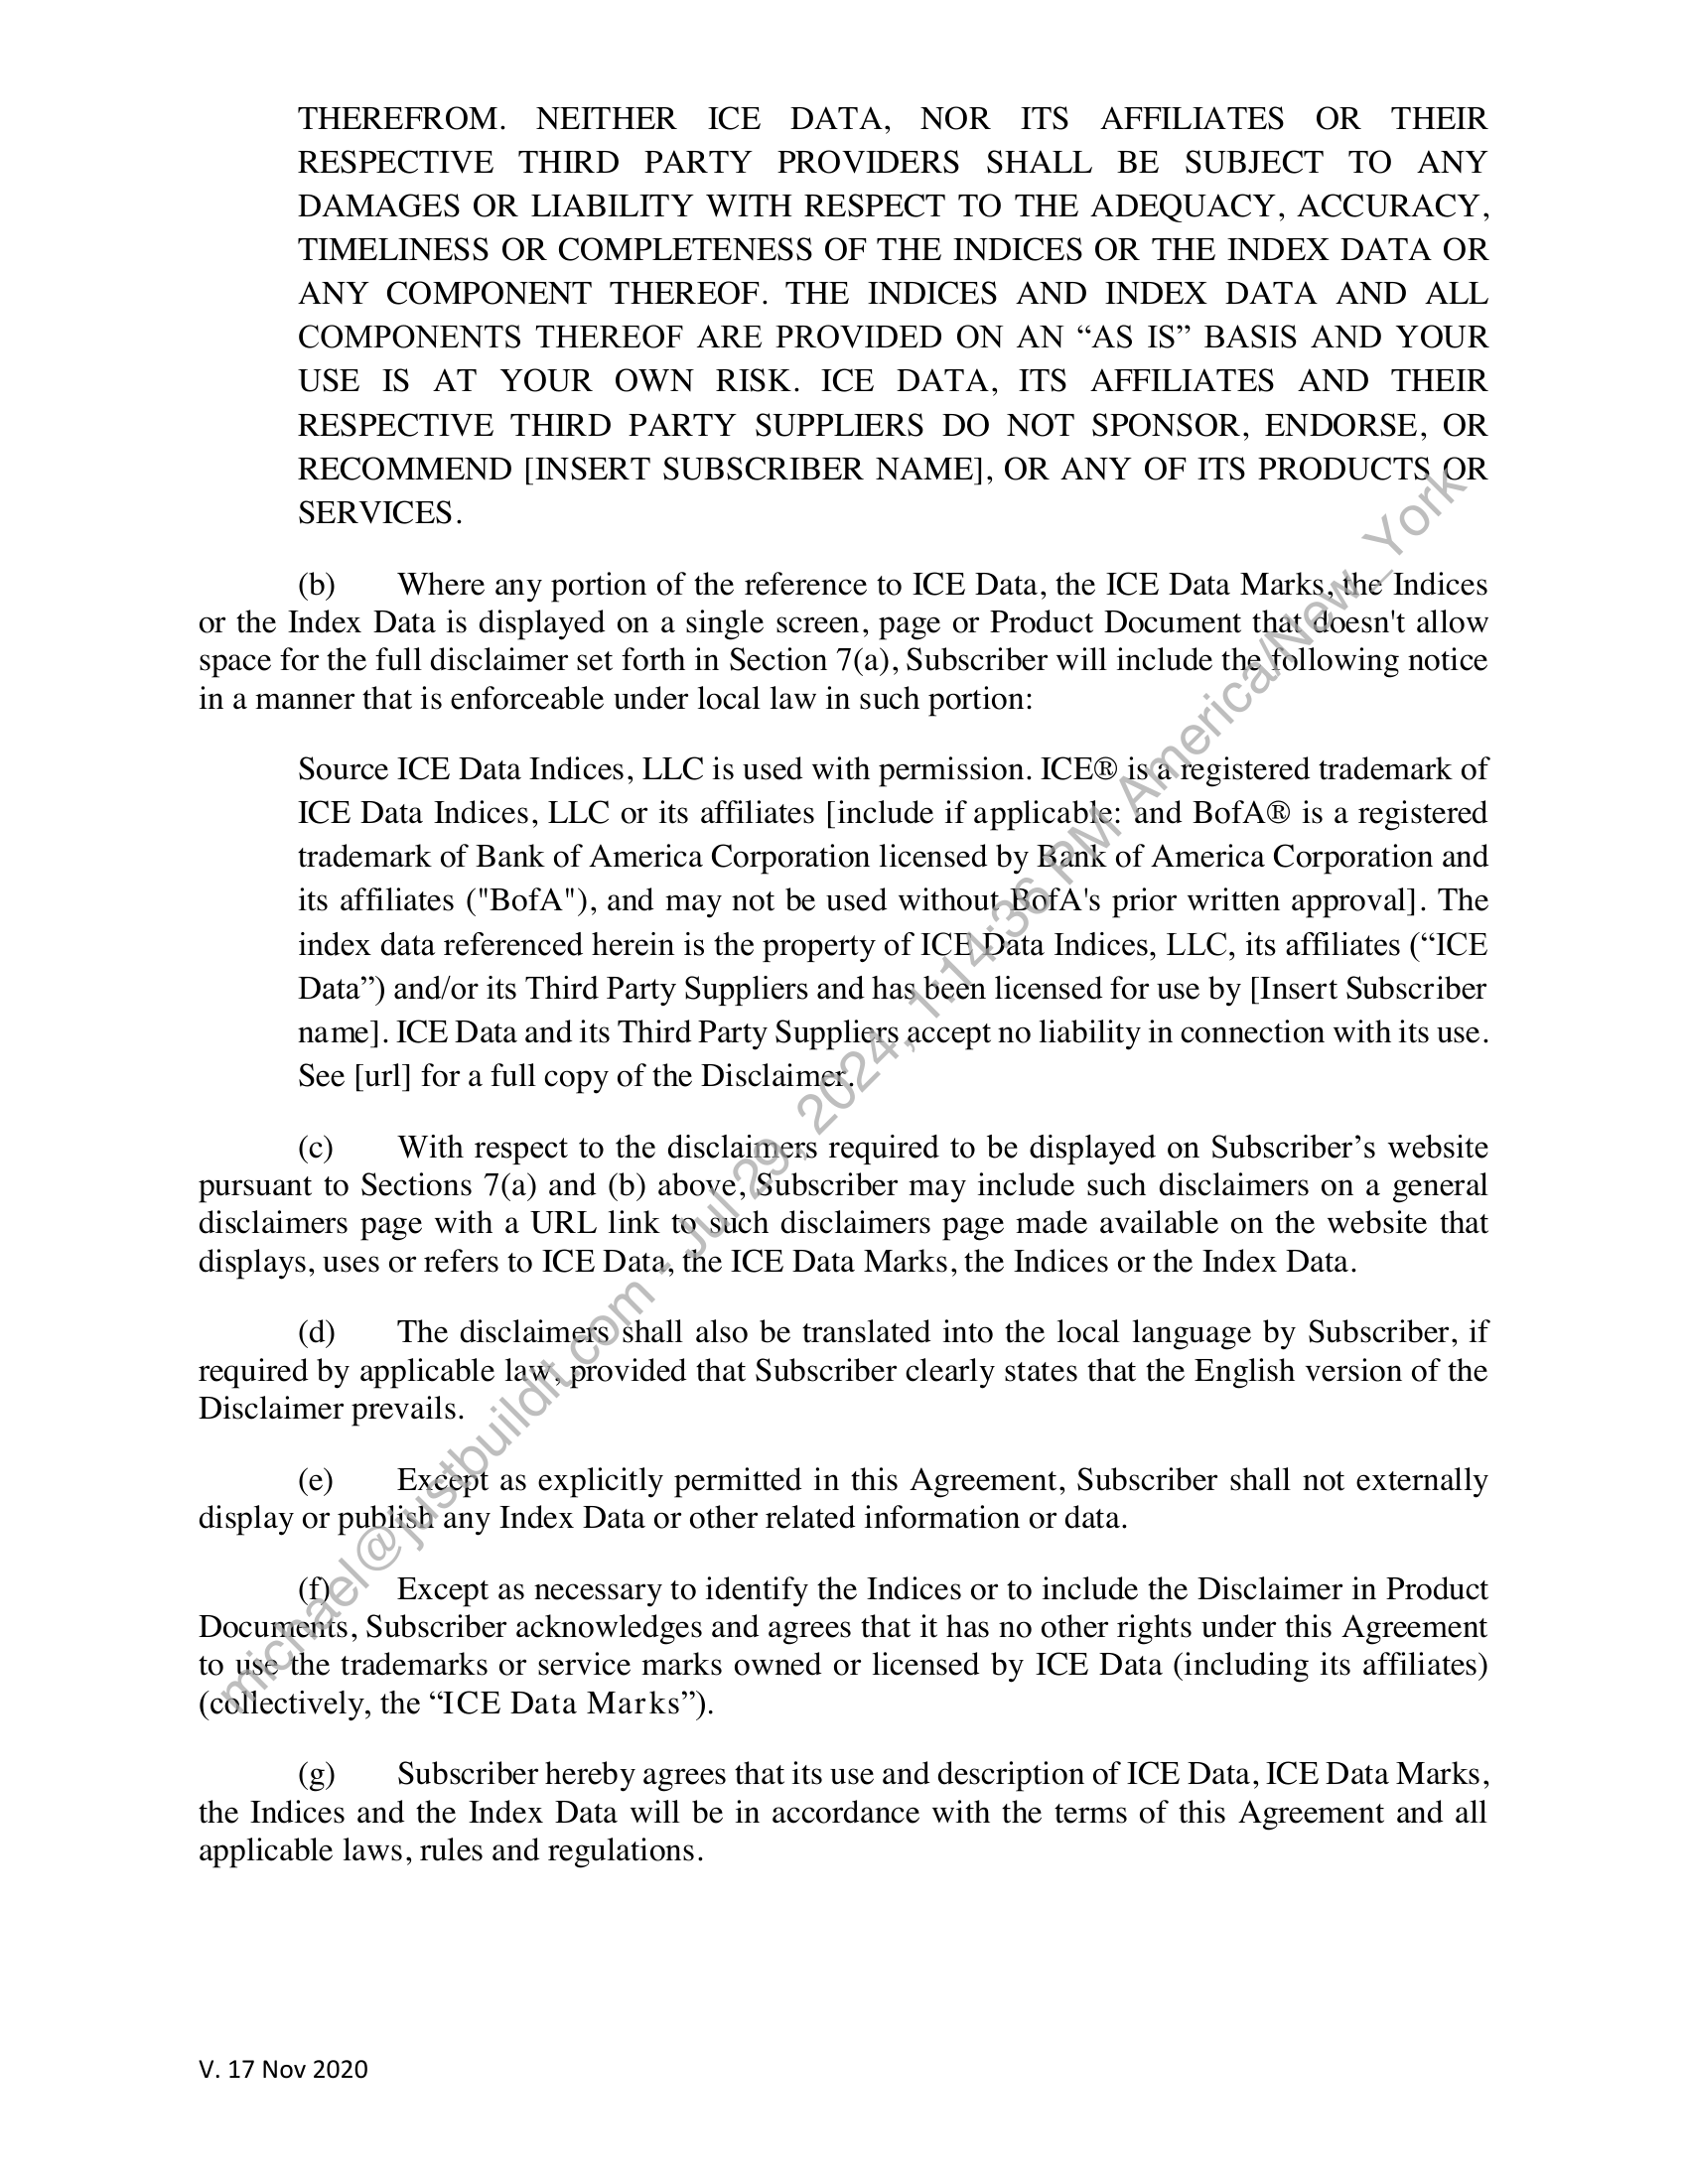 THEREFROM. NEITHER ICE DATA, NOR ITS AFFILIATES OR THEIR
RESPECTIVE THIRD PARTY PROVIDERS SHALL BE SUBJECT TO ANY
DAMAGES OR LIABILITY WITH RESPECT TO THE ADEQUACY, ACCURACY,
TIMELINESS OR COMPLETENESS OF THE INDICES OR THE INDEX DATA OR
ANY COMPONENT THEREOF. THE INDICES AND INDEX DATA AND ALL
COMPONENTS THEREOF ARE PROVIDED ON AN “AS IS” BASIS AND YOUR
USE IS AT YOUR OWN RISK. ICE DATA, ITS AFFILIATES AND THEIR
RESPECTIVE THIRD PARTY SUPPLIERS DO NOT SPONSOR, ENDORSE, OR
RECOMMEND [INSERT SUBSCRIBER NAME], OR ANY OF ITS PRODUCTS OR
SERVICES.
(b) Where any portion of the reference to ICE Data, the ICE Data Marks, the Indices
or the Index Data is displayed on a single screen, page or Product Document that doesn't allow
space for the full disclaimer set forth in Section 7(a), Subscriber will include the following notice
in a manner that is enforceable under local law in such portion:
Source ICE Data Indices, LLC is used with permission. ICE® is a registered trademark of
ICE Data Indices, LLC or its affiliates [include if applicable: and BofA® is a registered
trademark of Bank of America Corporation licensed by Bank of America Corporation and
its affiliates ("BofA"), and may not be used without BofA's prior written approval]. The
index data referenced herein is the property of ICE Data Indices, LLC, its affiliates (“ICE
Data”) and/or its Third Party Suppliers and has been licensed for use by [Insert Subscriber
name]. ICE Data and its Third Party Suppliers accept no liability in connection with its use.
See [url] for a full copy of the Disclaimer.
(c) With respect to the disclaimers required to be displayed on Subscriber’s website
pursuant to Sections 7(a) and (b) above, Subscriber may include such disclaimers on a general
disclaimers page with a URL link to such disclaimers page made available on the website that
displays, uses or refers to ICE Data, the ICE Data Marks, the Indices or the Index Data.
(d) The disclaimers shall also be translated into the local language by Subscriber, if
required by applicable law, provided that Subscriber clearly states that the English version of the
Disclaimer prevails.
(e) Except as explicitly permitted in this Agreement, Subscriber shall not externally
display or publish any Index Data or other related information or data.
(f) Except as necessary to identify the Indices or to include the Disclaimer in Product
Documents, Subscriber acknowledges and agrees that it has no other rights under this Agreement
to use the trademarks or service marks owned or licensed by ICE Data (including its affiliates)
(collectively, the “ICE Data Marks”).
(g) Subscriber hereby agrees that its use and description of ICE Data, ICE Data Marks,
the Indices and the Index Data will be in accordance with the terms of this Agreement and all
applicable laws, rules and regulations.
V. 17 Nov 2020
michael@justbuildit.com - Jul 29, 2024, 1:14:36 PM America/New_York